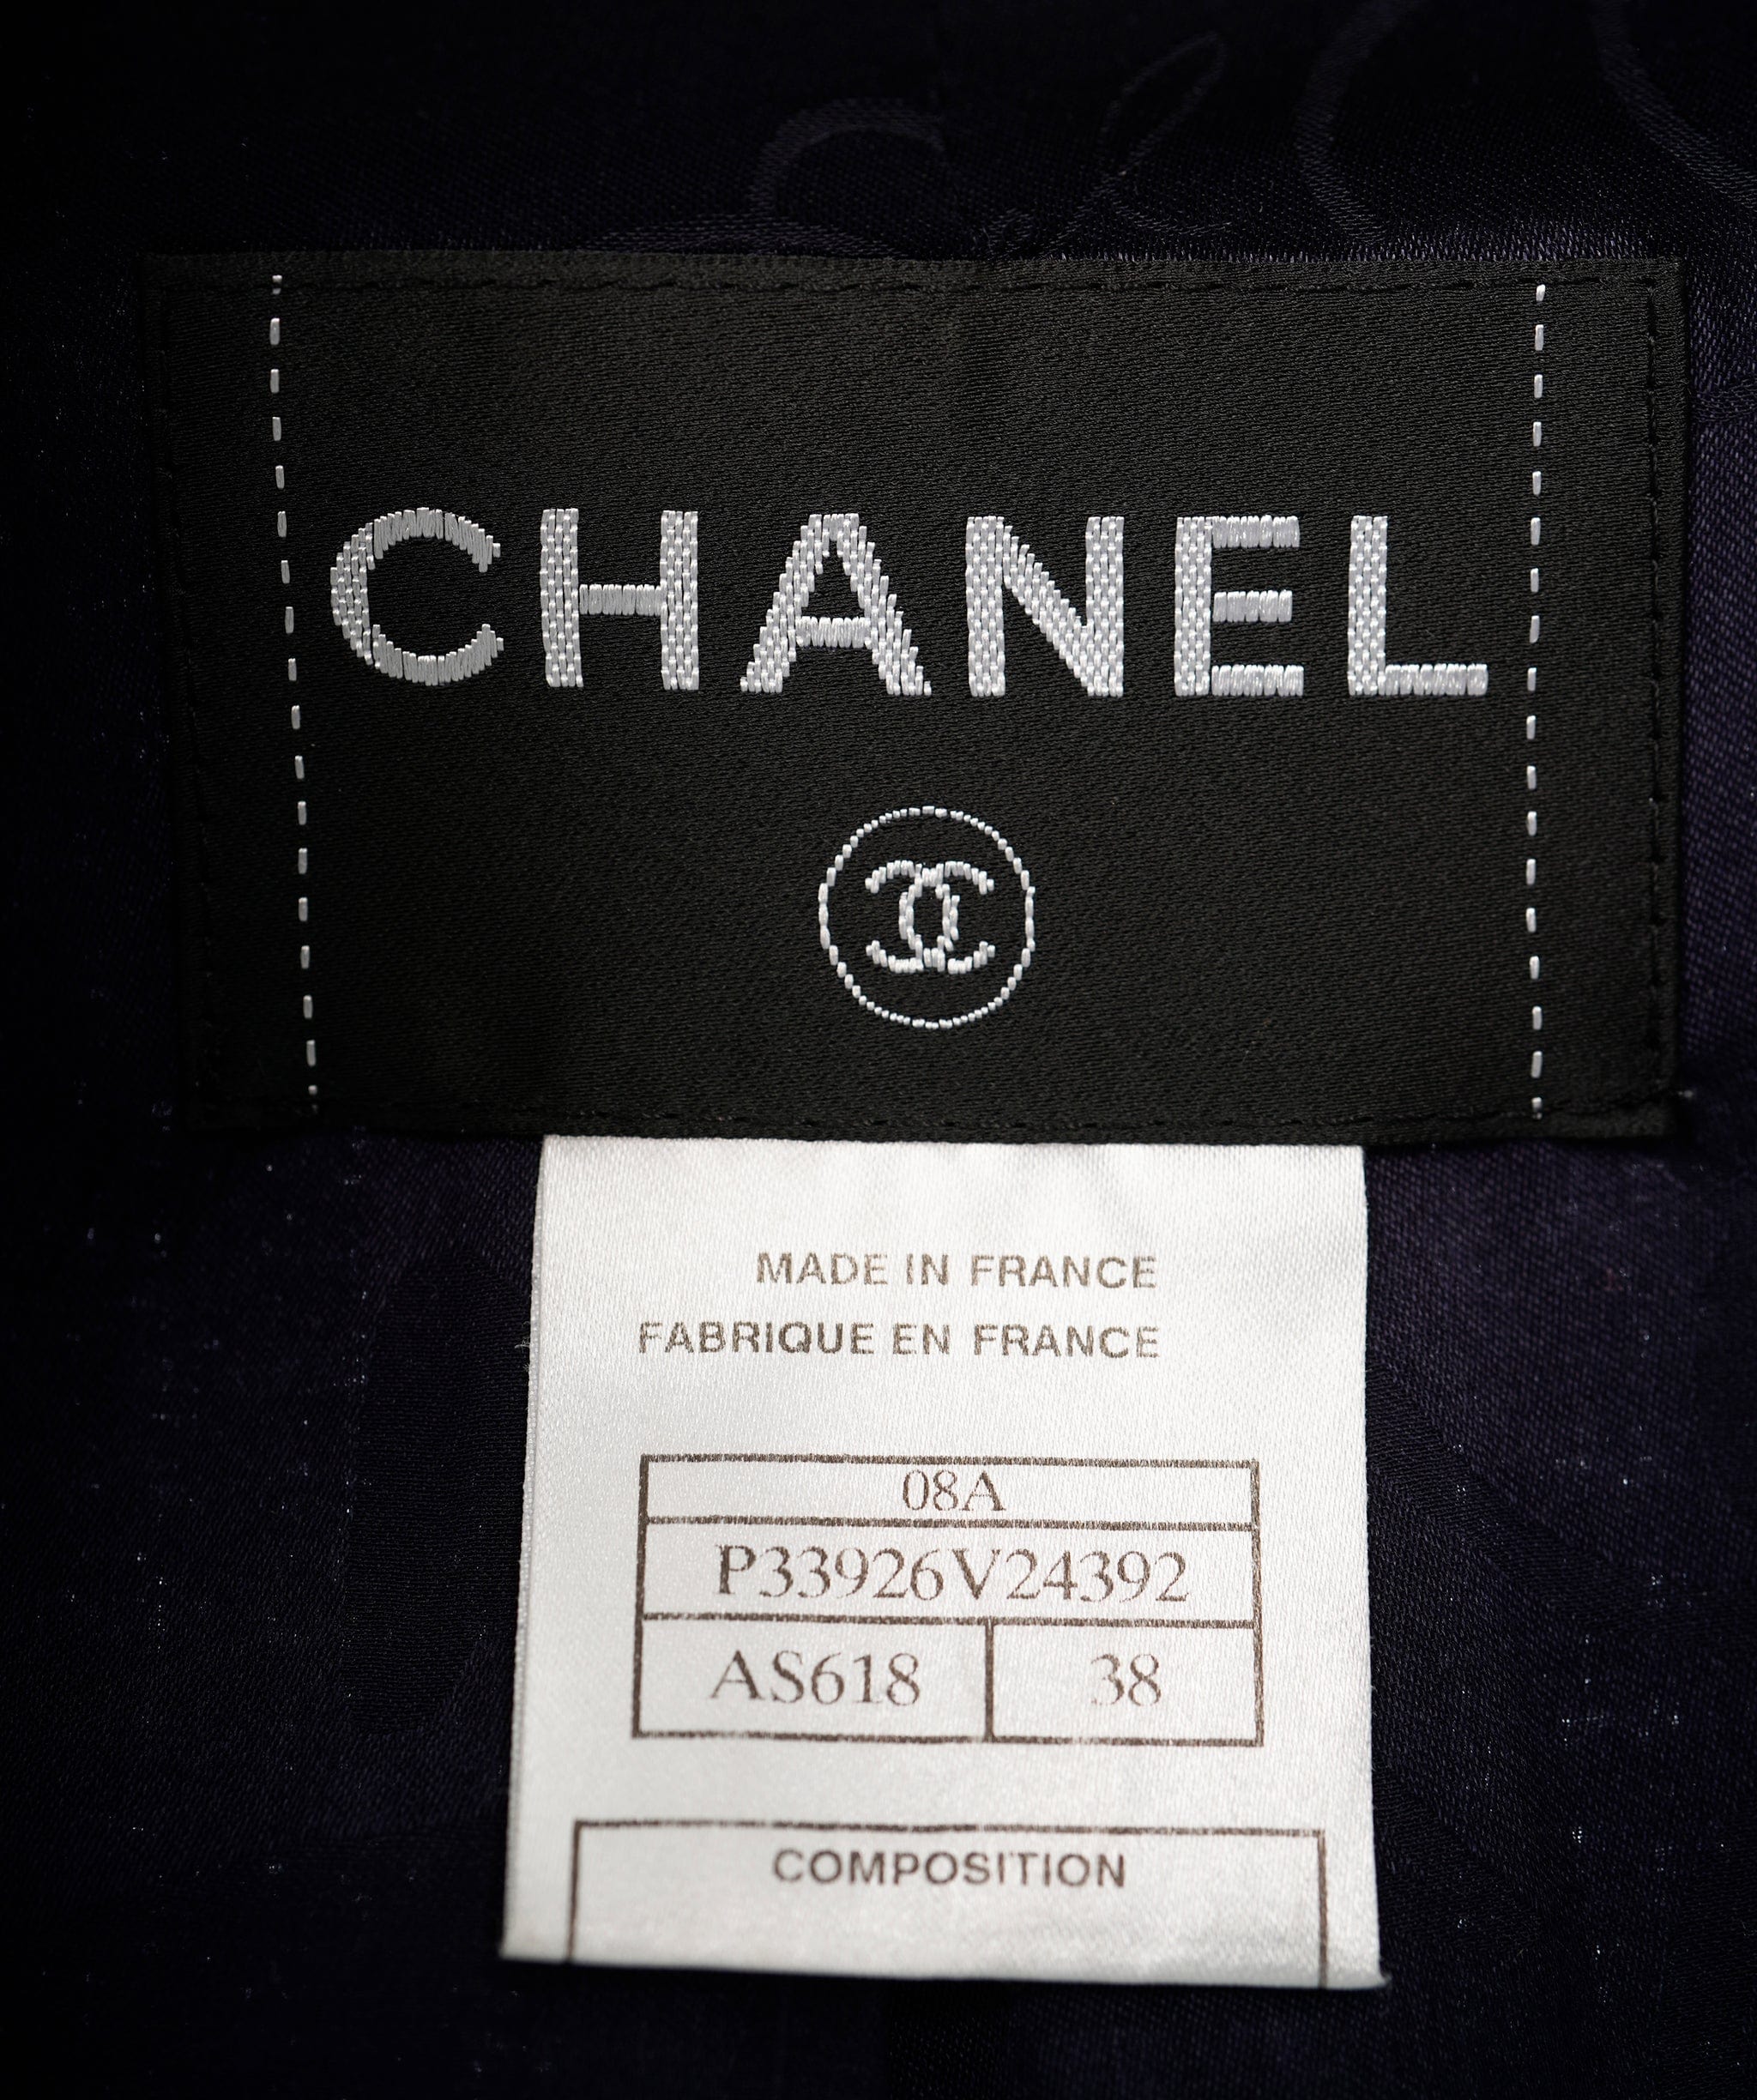 CHANEL
MADE IN FRANCE
FABRIQUE EN FRANCE
08A
P33926V24392
AS618 38
COMPOSITION